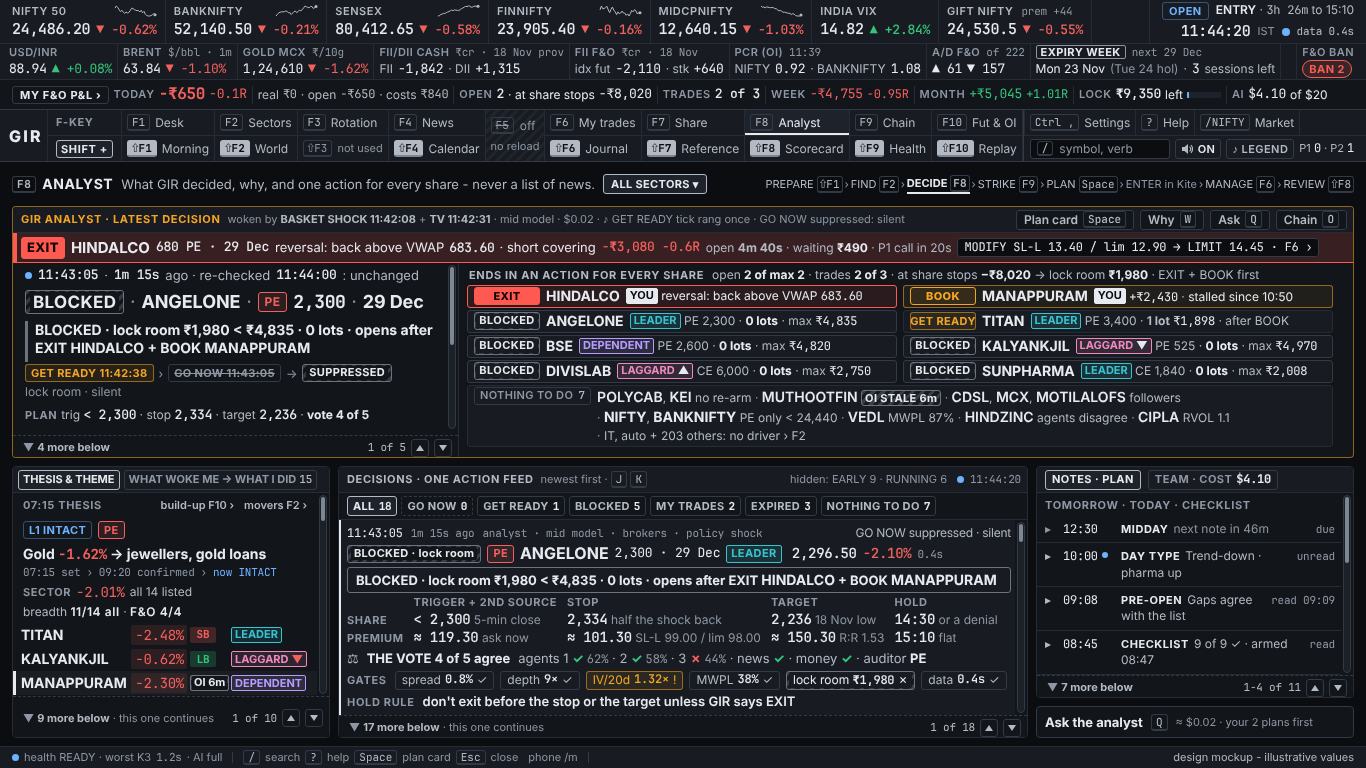 NIFTY 50 BANKNIFTY SENSEX FINNIFTY MIDCPNIFTY INDIA VIX GIFT NIFTY prem +44 OPEN ENTRY · 3h 26m to 15:10
24,486.20 ▼ -0.62% 52,140.50 ▼ -0.21% 80,412.65 ▼ -0.58% 23,905.40 ▼ -0.16% 12,640.15 ▼ -1.03% 14.82 ▲ +2.84% 24,530.5 ▼ -0.55% 11:44:20 IST ● data 0.4s
USD/INR BRENT $/bbl · 1m GOLD MCX ₹/10g FII/DII CASH ₹cr · 18 Nov prov FII F&O ₹cr · 18 Nov PCR (OI) 11:39 A/D F&O of 222 EXPIRY WEEK next 29 Dec F&O BAN
88.94 ▲ +0.08% 63.84 ▼ -1.10% 1,24,610 ▼ -1.62% FII -1,842 · DII +1,315 idx fut -2,110 · stk +640 NIFTY 0.92 · BANKNIFTY 1.08 ▲ 61 ▼ 157 Mon 23 Nov (Tue 24 hol) · 3 sessions left BAN 2
MY F&O P&L › TODAY -₹650 -0.1R real ₹0 · open -₹650 · costs ₹840 OPEN 2 · at share stops -₹8,020 TRADES 2 of 3 WEEK -₹4,755 -0.95R MONTH +₹5,045 +1.01R LOCK ₹9,350 left AI $4.10 of $20
GIR F-KEY F1 Desk F2 Sectors F3 Rotation F4 News F5 off F6 My trades F7 Share F8 Analyst F9 Chain F10 Fut & OI Ctrl , Settings ? Help /NIFTY Market
SHIFT + ⇧F1 Morning ⇧F2 World ⇧F3 not used ⇧F4 Calendar no reload ⇧F6 Journal ⇧F7 Reference ⇧F8 Scorecard ⇧F9 Health ⇧F10 Replay / symbol, verb ON ♪ LEGEND P1 0 · P2 1
F8 ANALYST What GIR decided, why, and one action for every share - never a list of news. ALL SECTORS ▾ PREPARE ⇧F1 › FIND F2 › DECIDE F8 › STRIKE F9 › PLAN Space › ENTER in Kite › MANAGE F6 › REVIEW ⇧F8
GIR ANALYST · LATEST DECISION woken by BASKET SHOCK 11:42:08 + TV 11:42:31 · mid model · $0.02 · ♪ GET READY tick rang once · GO NOW suppressed: silent Plan card Space Why W Ask Q Chain O
EXIT HINDALCO 680 PE · 29 Dec reversal: back above VWAP 683.60 · short covering -₹3,080 -0.6R open 4m 40s · waiting ₹490 · P1 call in 20s MODIFY SL-L 13.40 / lim 12.90 → LIMIT 14.45 · F6 ›
● 11:43:05 · 1m 15s ago · re-checked 11:44:00 : unchanged
BLOCKED · ANGELONE · PE 2,300 · 29 Dec
BLOCKED · lock room ₹1,980 < ₹4,835 · 0 lots · opens after
EXIT HINDALCO + BOOK MANAPPURAM
GET READY 11:42:38 › GO NOW 11:43:05 → SUPPRESSED
lock room · silent
PLAN trig < 2,300 · stop 2,334 · target 2,236 · vote 4 of 5
▼ 4 more below 1 of 5 ▲ ▼
ENDS IN AN ACTION FOR EVERY SHARE open 2 of max 2 · trades 2 of 3 · at share stops −₹8,020 → lock room ₹1,980 · EXIT + BOOK first
EXIT HINDALCO YOU reversal: back above VWAP 683.60 BOOK MANAPPURAM YOU +₹2,430 · stalled since 10:50
BLOCKED ANGELONE LEADER PE 2,300 · 0 lots · max ₹4,835 GET READY TITAN LEADER PE 3,400 · 1 lot ₹1,898 · after BOOK
BLOCKED BSE DEPENDENT PE 2,600 · 0 lots · max ₹4,820 BLOCKED KALYANKJIL LAGGARD ▼ PE 525 · 0 lots · max ₹4,970
BLOCKED DIVISLAB LAGGARD ▲ CE 6,000 · 0 lots · max ₹2,750 BLOCKED SUNPHARMA LEADER CE 1,840 · 0 lots · max ₹2,008
NOTHING TO DO 7 POLYCAB, KEI no re-arm · MUTHOOTFIN OI STALE 6m · CDSL, MCX, MOTILALOFS followers
· NIFTY, BANKNIFTY PE only < 24,440 · VEDL MWPL 87% · HINDZINC agents disagree · CIPLA RVOL 1.1
· IT, auto + 203 others: no driver › F2
THESIS & THEME WHAT WOKE ME → WHAT I DID 15
07:15 THESIS build-up F10 › movers F2 ›
L1 INTACT PE
Gold -1.62% → jewellers, gold loans
07:15 set › 09:20 confirmed › now INTACT
SECTOR -2.01% all 14 listed
breadth 11/14 all · F&O 4/4
TITAN -2.48% SB LEADER
KALYANKJIL -0.62% LB LAGGARD ▼
MANAPPURAM -2.30% OI 6m DEPENDENT
▼ 9 more below · this one continues 1 of 10 ▲ ▼
DECISIONS · ONE ACTION FEED newest first · J K hidden: EARLY 9 · RUNNING 6 ● 11:44:20
ALL 18 GO NOW 0 GET READY 1 BLOCKED 5 MY TRADES 2 EXPIRED 3 NOTHING TO DO 7
11:43:05 1m 15s ago analyst · mid model · brokers · policy shock GO NOW suppressed · silent
BLOCKED · lock room PE ANGELONE 2,300 · 29 Dec LEADER 2,296.50 -2.10% 0.4s
BLOCKED · lock room ₹1,980 < ₹4,835 · 0 lots · opens after EXIT HINDALCO + BOOK MANAPPURAM
TRIGGER + 2ND SOURCE STOP TARGET HOLD
SHARE < 2,300 5-min close 2,334 half the shock back 2,236 18 Nov low 14:30 or a denial
PREMIUM ≈ 119.30 ask now ≈ 101.30 SL-L 99.00 / lim 98.00 ≈ 150.30 R:R 1.53 15:10 flat
⚖ THE VOTE 4 of 5 agree agents 1 ✓ 62% · 2 ✓ 58% · 3 × 44% · news ✓ · money ✓ · auditor PE
GATES spread 0.8% ✓ depth 9× ✓ IV/20d 1.32× ! MWPL 38% ✓ lock room ₹1,980 × data 0.4s ✓
HOLD RULE don't exit before the stop or the target unless GIR says EXIT
▼ 17 more below · this one continues 1 of 18 ▲ ▼
NOTES · PLAN TEAM · COST $4.10
TOMORROW · TODAY · CHECKLIST
▸ 12:30 MIDDAY next note in 46m due
▸ 10:00 ● DAY TYPE Trend-down · unread
pharma up
▸ 09:08 PRE-OPEN Gaps agree read 09:09
with the list
▸ 08:45 CHECKLIST 9 of 9 ✓ · armed read
08:47
▼ 7 more below 1-4 of 11 ▲ ▼
Ask the analyst Q ≈ $0.02 · your 2 plans first
● health READY · worst K3 1.2s · AI full / search ? help Space plan card Esc close phone /m design mockup - illustrative values